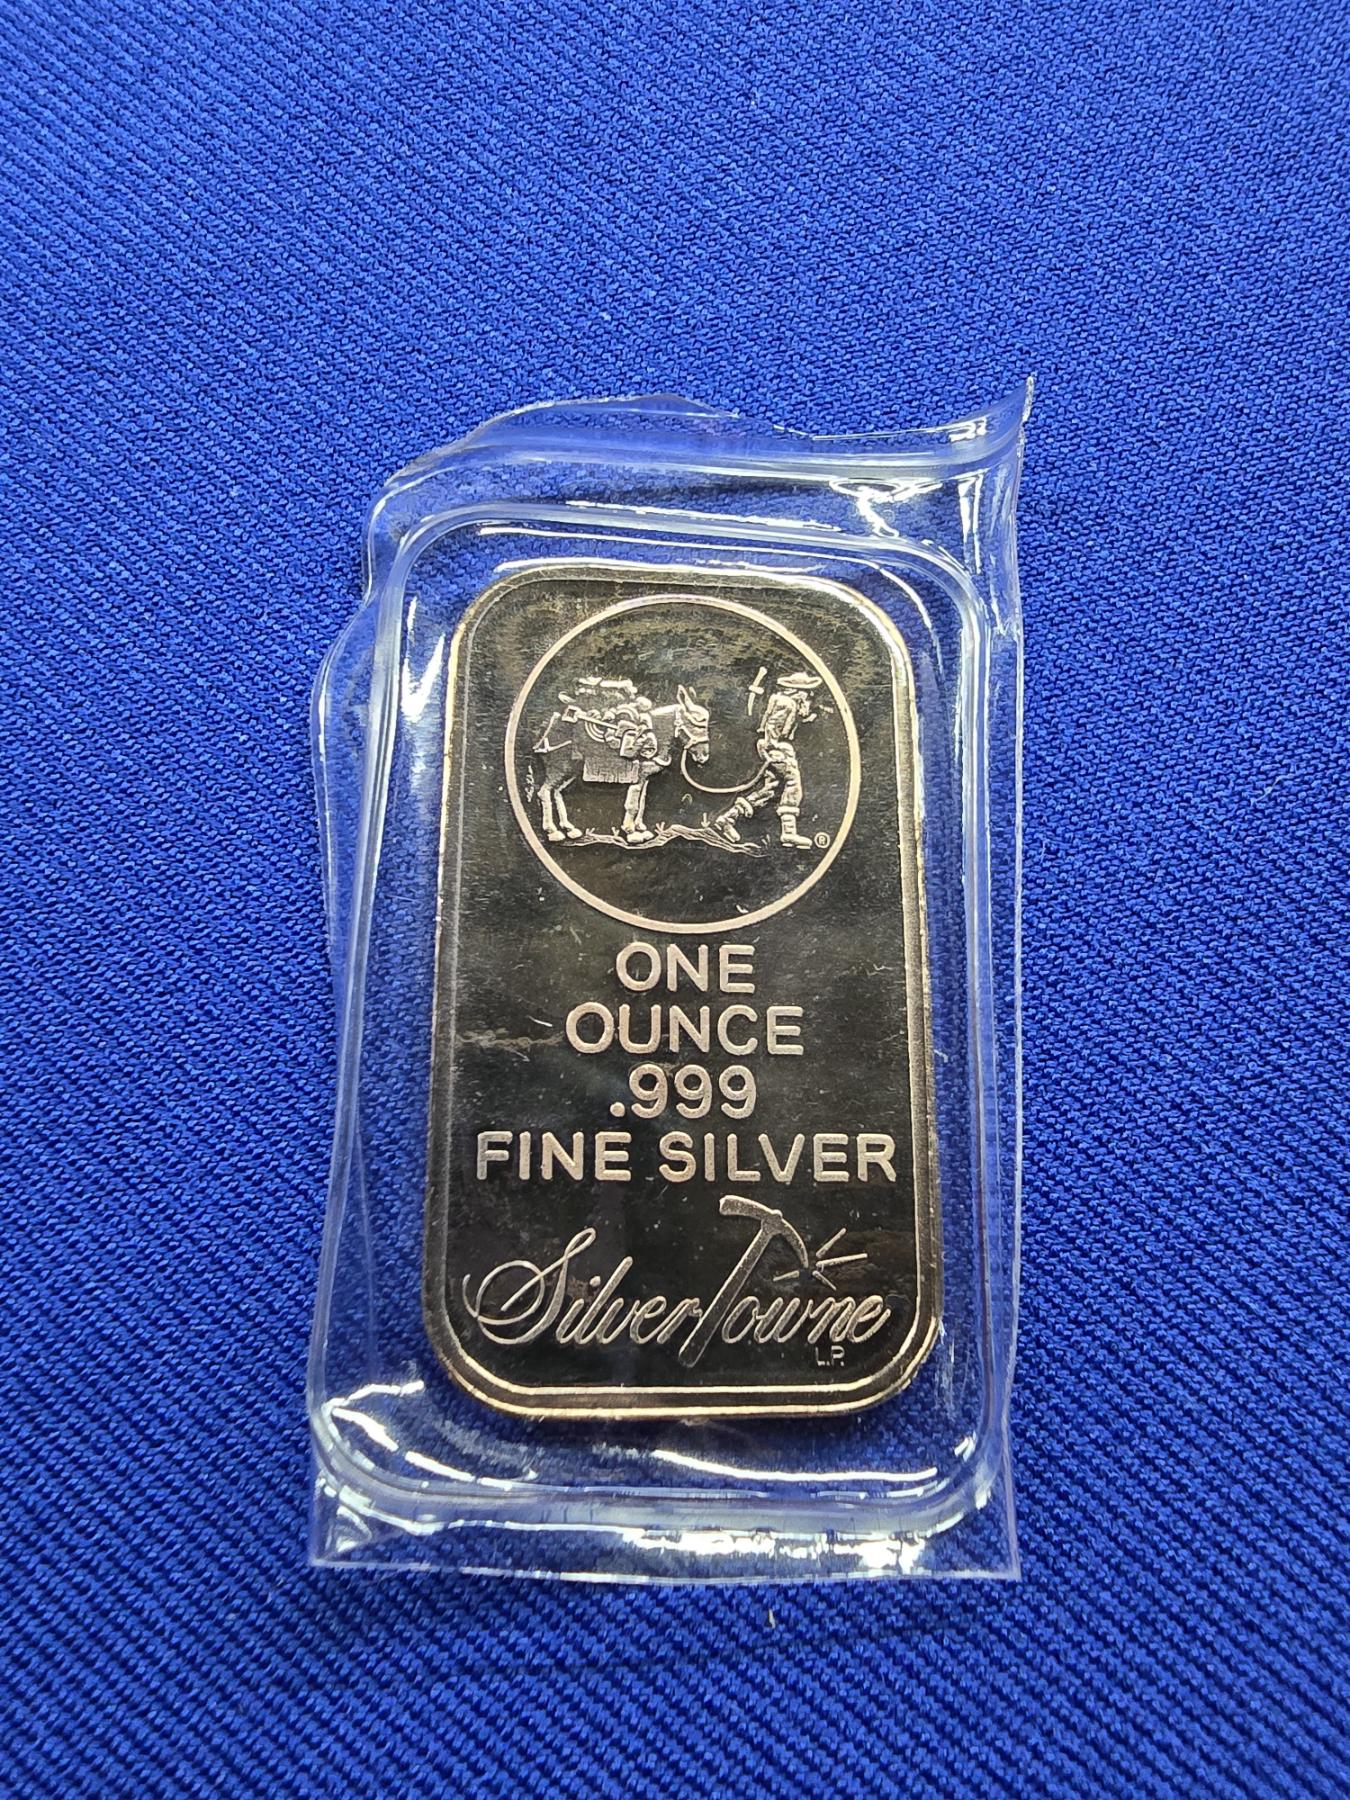 ®
ONE
OUNCE
.999
FINE SILVER
SilverTowne
L.P.